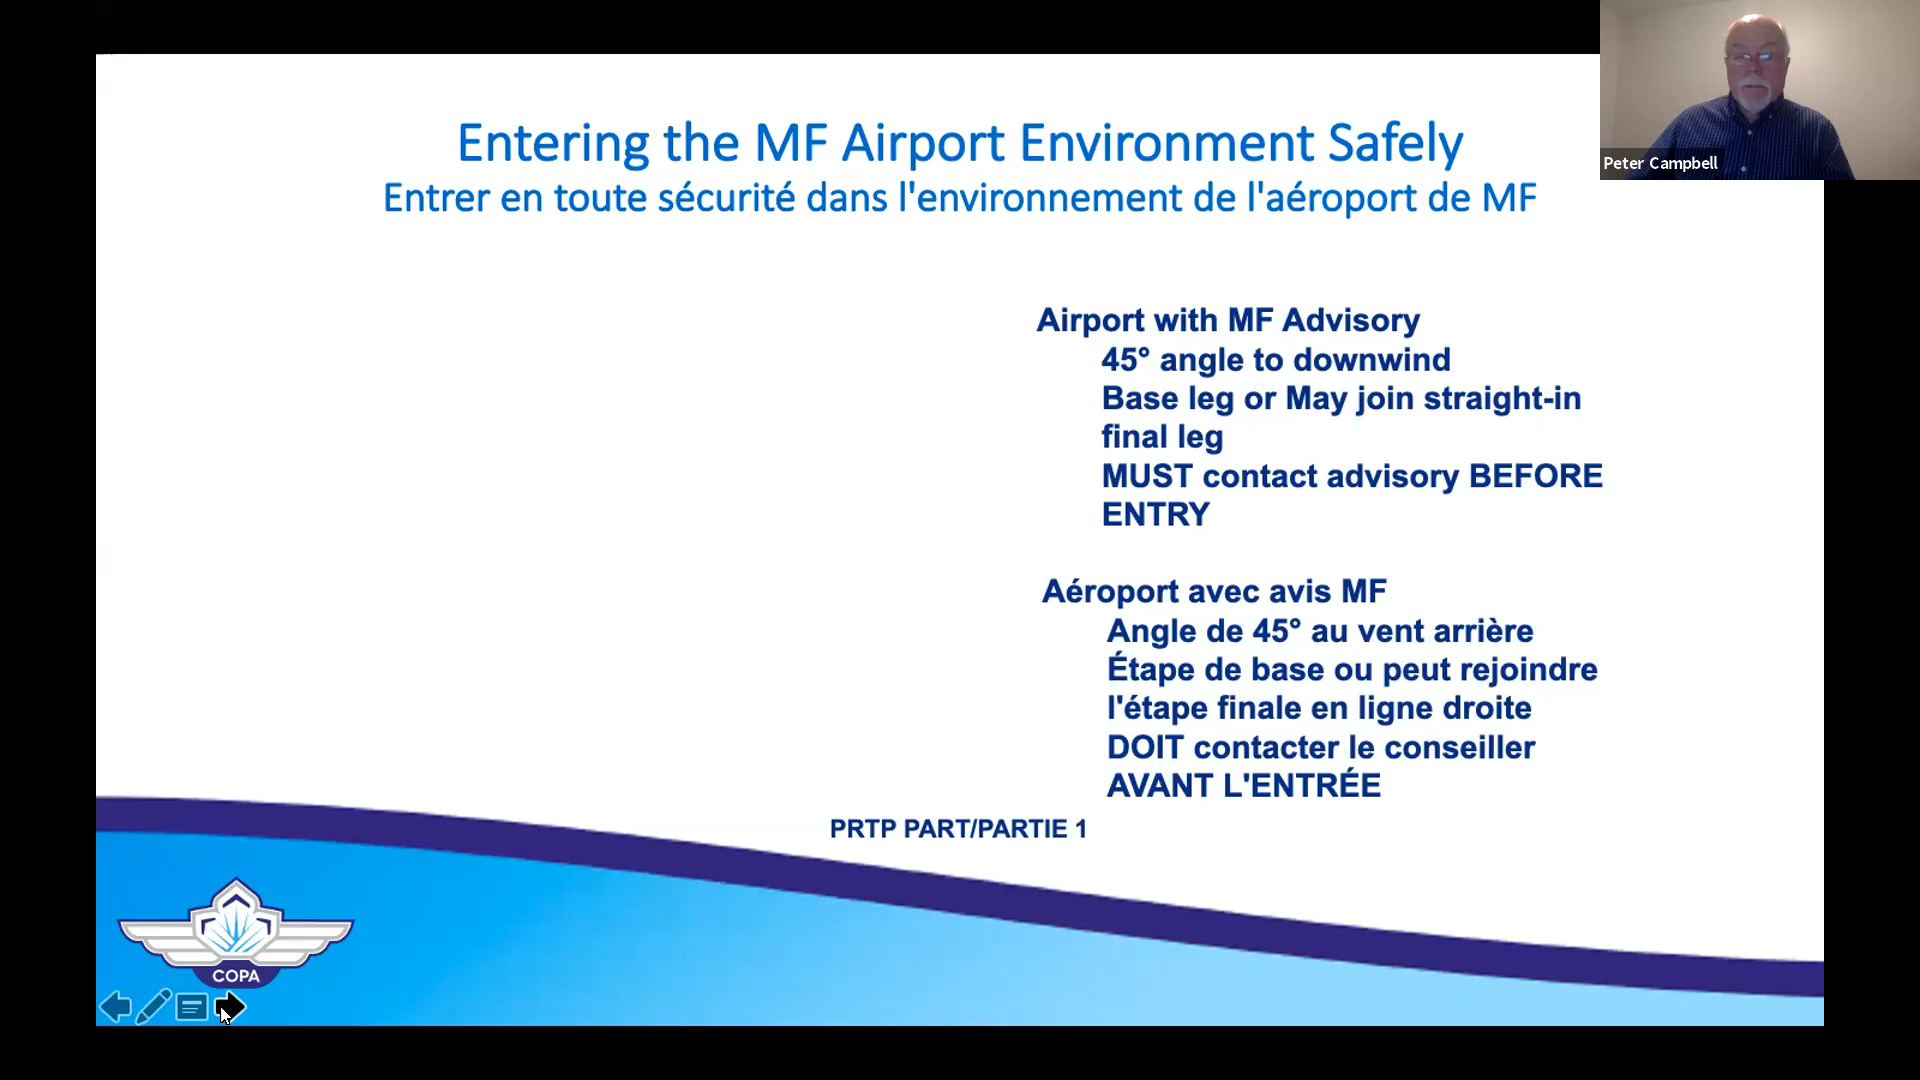 Entering the MF Airport Environment Safely
Entrer en toute sécurité dans l'environnement de l'aéroport de MF
Peter Campbell
Airport with MF Advisory
45° angle to downwind
Base leg or May join straight-in
final leg
MUST contact advisory BEFORE
ENTRY
Aéroport avec avis MF
Angle de 45° au vent arrière
Étape de base ou peut rejoindre
l'étape finale en ligne droite
DOIT contacter le conseiller
AVANT L'ENTRÉE
PRTP PART/PARTIE 1
COPA